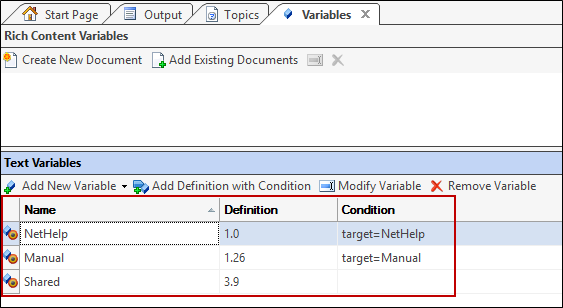 Start Page Output Topics Variables
Rich Content Variables
Create New Document Add Existing Documents
Text Variables
Add New Variable Add Definition with Condition Modify Variable Remove Variable
Name Definition Condition
NetHelp 1.0 target=NetHelp
Manual 1.26 target=Manual
Shared 3.9